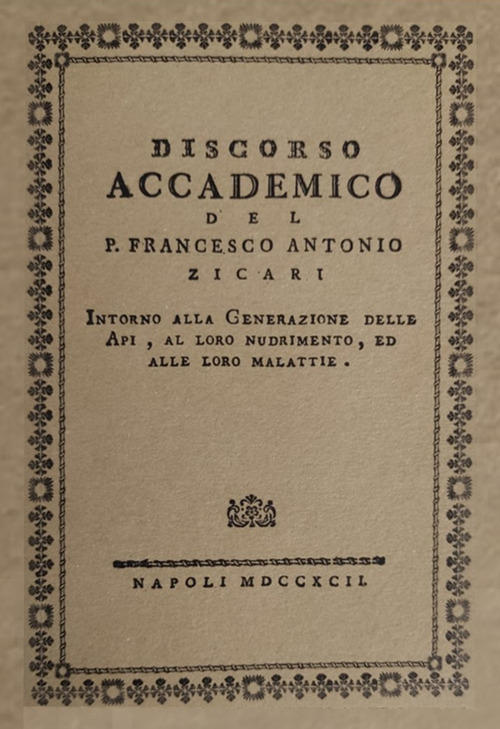 DISCORSO
ACCADEMICO
DEL
P. FRANCESCO ANTONIO
ZICARI
INTORNO ALLA GENERAZIONE DELLE
API, AL LORO NUDRIMENTO, ED
ALLE LORO MALATTIE.
NAPOLI MDCCXCII.